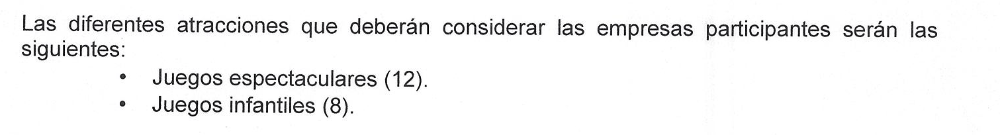 Las diferentes atracciones que deberán considerar las empresas participantes serán las
siguientes:
• Juegos espectaculares (12).
• Juegos infantiles (8).